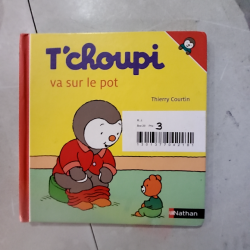 T'choupi
va sur le pot
Thierry Courtin
3
Nathan